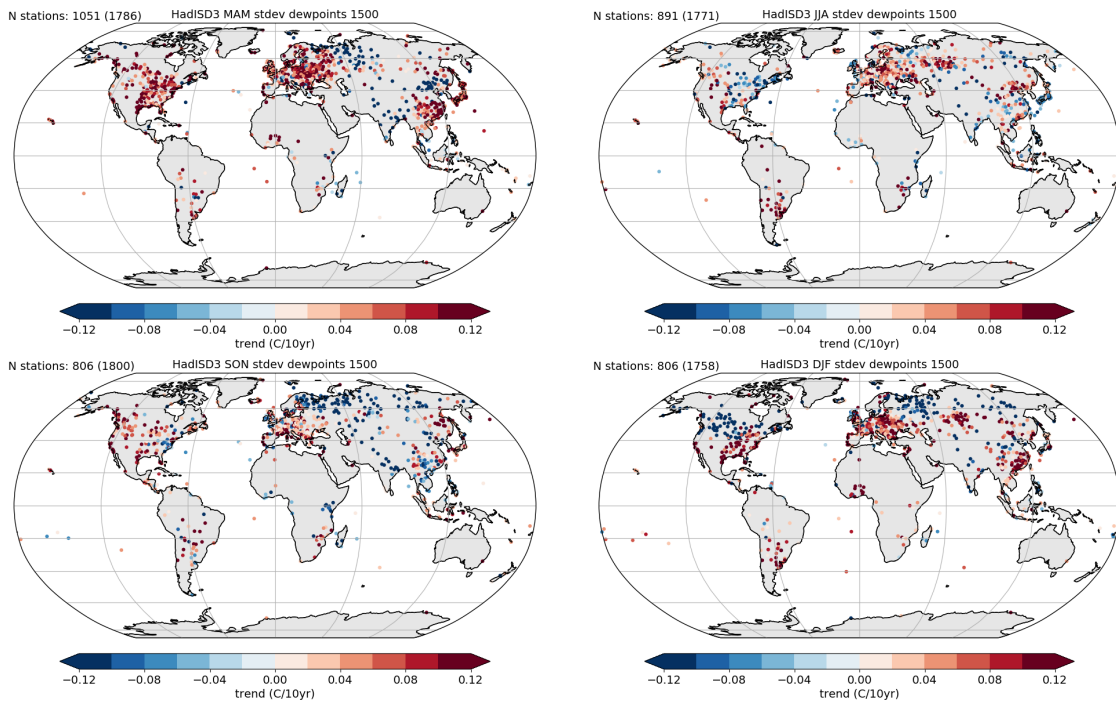 N stations: 1051 (1786) HadISD3 MAM stdev dewpoints 1500
−0.12 −0.08 −0.04 0.00 0.04 0.08 0.12
trend (C/10yr)
N stations: 891 (1771) HadISD3 JJA stdev dewpoints 1500
−0.12 −0.08 −0.04 0.00 0.04 0.08 0.12
trend (C/10yr)
N stations: 806 (1800) HadISD3 SON stdev dewpoints 1500
−0.12 −0.08 −0.04 0.00 0.04 0.08 0.12
trend (C/10yr)
N stations: 806 (1758) HadISD3 DJF stdev dewpoints 1500
−0.12 −0.08 −0.04 0.00 0.04 0.08 0.12
trend (C/10yr)